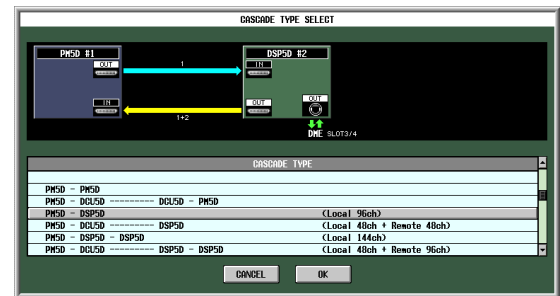 CASCADE TYPE SELECT
PM5D #1
DSP5D #2
OUT
1
IN
IN
1+2
OUT
OUT
DME SLOT3/4
CASCADE TYPE
PM5D - PM5D
PM5D - DCU5D --------- DCU5D - PM5D
PM5D - DSP5D (Local 96ch)
PM5D - DCU5D --------- DSP5D (Local 48ch + Remote 48ch)
PM5D - DSP5D - DSP5D (Local 144ch)
PM5D - DCU5D --------- DSP5D - DSP5D (Local 48ch + Remote 96ch)
CANCEL OK